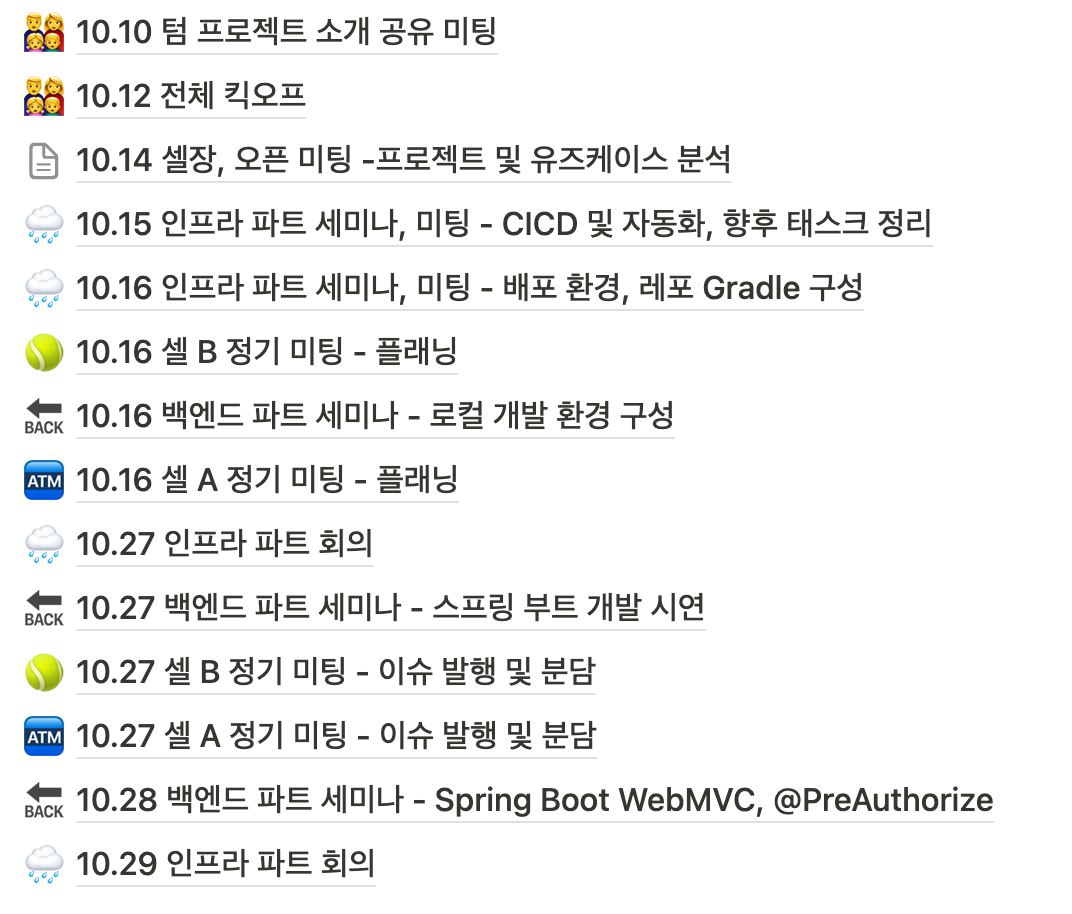 10.10 텀 프로젝트 소개 공유 미팅
10.12 전체 킥오프
10.14 셀장, 오픈 미팅 -프로젝트 및 유즈케이스 분석
10.15 인프라 파트 세미나, 미팅 - CICD 및 자동화, 향후 태스크 정리
10.16 인프라 파트 세미나, 미팅 - 배포 환경, 레포 Gradle 구성
10.16 셀 B 정기 미팅 - 플래닝
BACK 10.16 백엔드 파트 세미나 - 로컬 개발 환경 구성
ATM 10.16 셀 A 정기 미팅 - 플래닝
10.27 인프라 파트 회의
BACK 10.27 백엔드 파트 세미나 - 스프링 부트 개발 시연
10.27 셀 B 정기 미팅 - 이슈 발행 및 분담
ATM 10.27 셀 A 정기 미팅 - 이슈 발행 및 분담
BACK 10.28 백엔드 파트 세미나 - Spring Boot WebMVC, @PreAuthorize
10.29 인프라 파트 회의